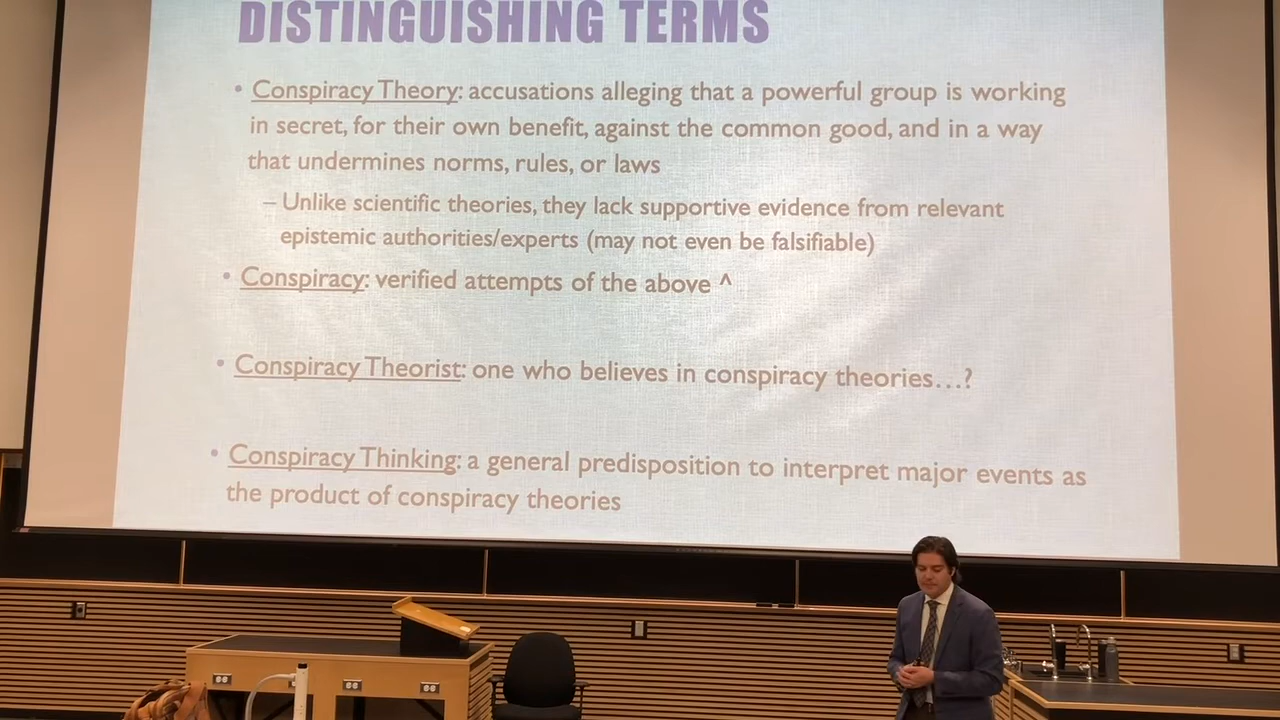 DISTINGUISHING TERMS
• Conspiracy Theory: accusations alleging that a powerful group is working
in secret, for their own benefit, against the common good, and in a way
that undermines norms, rules, or laws
– Unlike scientific theories, they lack supportive evidence from relevant
epistemic authorities/experts (may not even be falsifiable)
• Conspiracy: verified attempts of the above ^
• Conspiracy Theorist: one who believes in conspiracy theories…?
• Conspiracy Thinking: a general predisposition to interpret major events as
the product of conspiracy theories